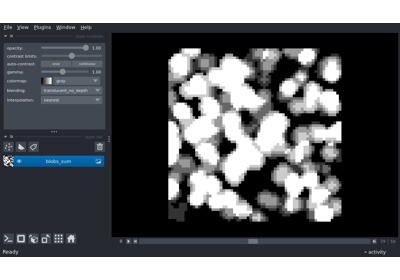 File View Plugins Window Help
opacity: 1.00
contrast limits:
auto-contrast: once continuous
gamma: 1.00
colormap: gray
blending: translucent_no_depth
interpolation: nearest
blobs_sum
Ready
activity